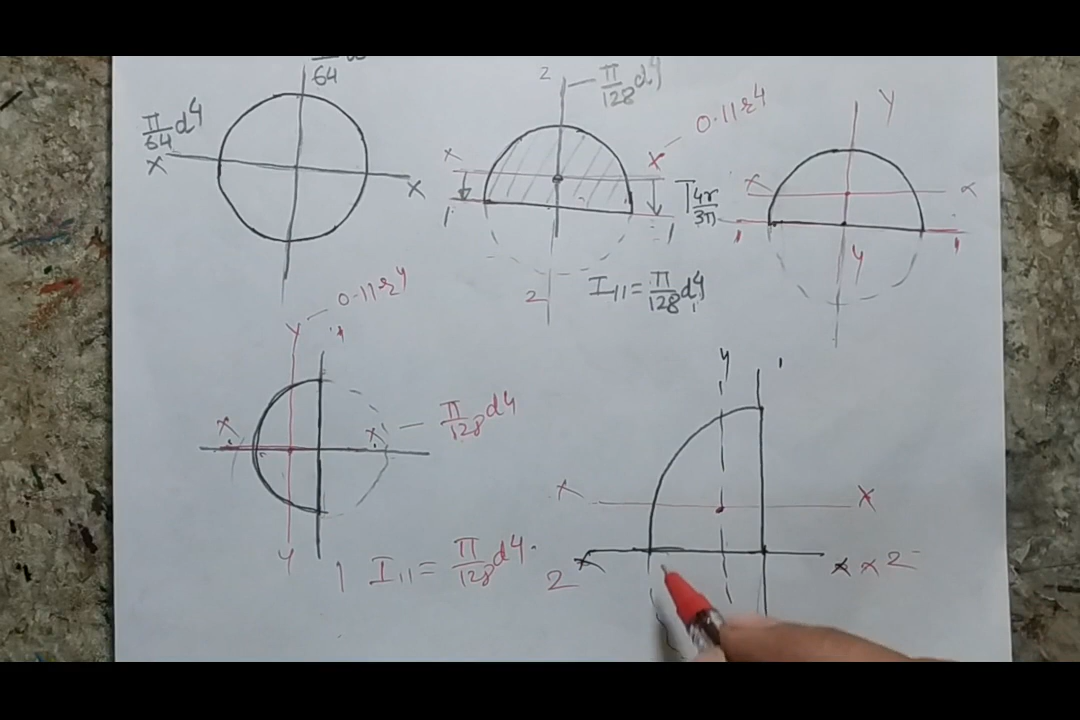 64
π/64 d⁴
X
X
2
π/128 d⁴
0.11r⁴
X
X
4r/3π
1
1
2
I₁₁ = π/128 d⁴
Y
X
x
1
1
y
0.11r⁴
Y
X
X
π/128 d⁴
y
1
I₁₁ = π/128 d⁴
y
X
X
2
X
x x 2